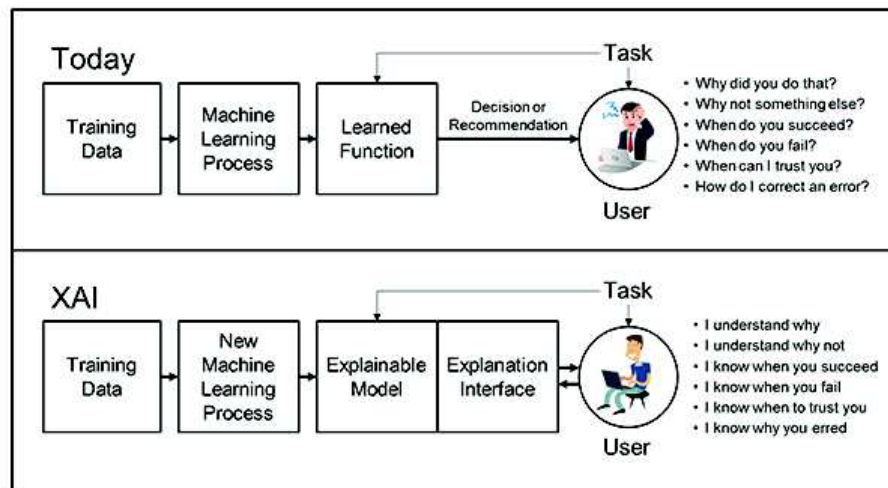 Today
Task
Training
Data
Machine
Learning
Process
Learned
Function
Decision or
Recommendation
User
• Why did you do that?
• Why not something else?
• When do you succeed?
• When do you fail?
• When can I trust you?
• How do I correct an error?
XAI
Task
Training
Data
New
Machine
Learning
Process
Explainable
Model
Explanation
Interface
User
• I understand why
• I understand why not
• I know when you succeed
• I know when you fail
• I know when to trust you
• I know why you erred